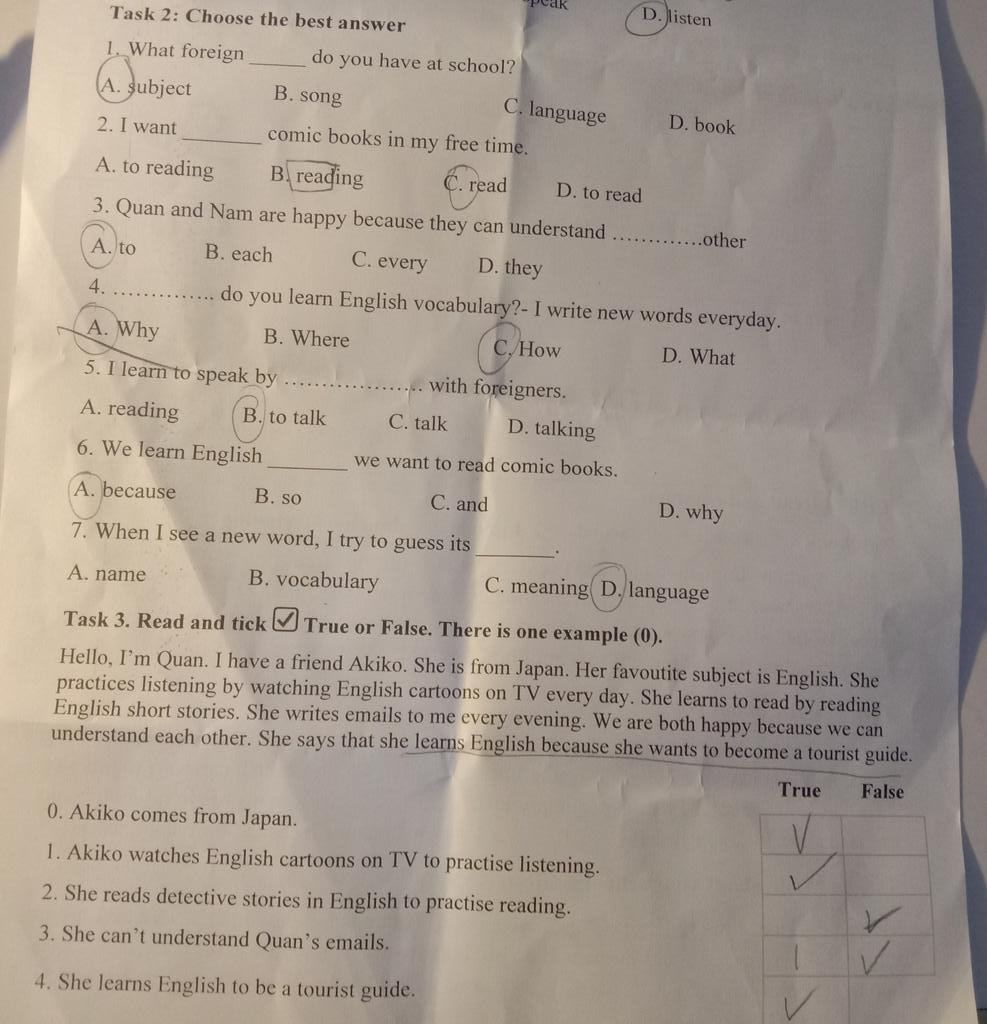 peak D. listen
Task 2: Choose the best answer
1. What foreign ______ do you have at school?
A. subject B. song C. language D. book
2. I want ________ comic books in my free time.
A. to reading B. reading C. read D. to read
3. Quan and Nam are happy because they can understand .............other
A. to B. each C. every D. they
4. .............. do you learn English vocabulary?- I write new words everyday.
A. Why B. Where C. How D. What
5. I learn to speak by ................... with foreigners.
A. reading B. to talk C. talk D. talking
6. We learn English ________ we want to read comic books.
A. because B. so C. and D. why
7. When I see a new word, I try to guess its ________.
A. name B. vocabulary C. meaning D. language
Task 3. Read and tick ☑ True or False. There is one example (0).
Hello, I'm Quan. I have a friend Akiko. She is from Japan. Her favoutite subject is English. She
practices listening by watching English cartoons on TV every day. She learns to read by reading
English short stories. She writes emails to me every evening. We are both happy because we can
understand each other. She says that she learns English because she wants to become a tourist guide.
True False
0. Akiko comes from Japan.
1. Akiko watches English cartoons on TV to practise listening.
2. She reads detective stories in English to practise reading.
3. She can't understand Quan's emails.
4. She learns English to be a tourist guide.